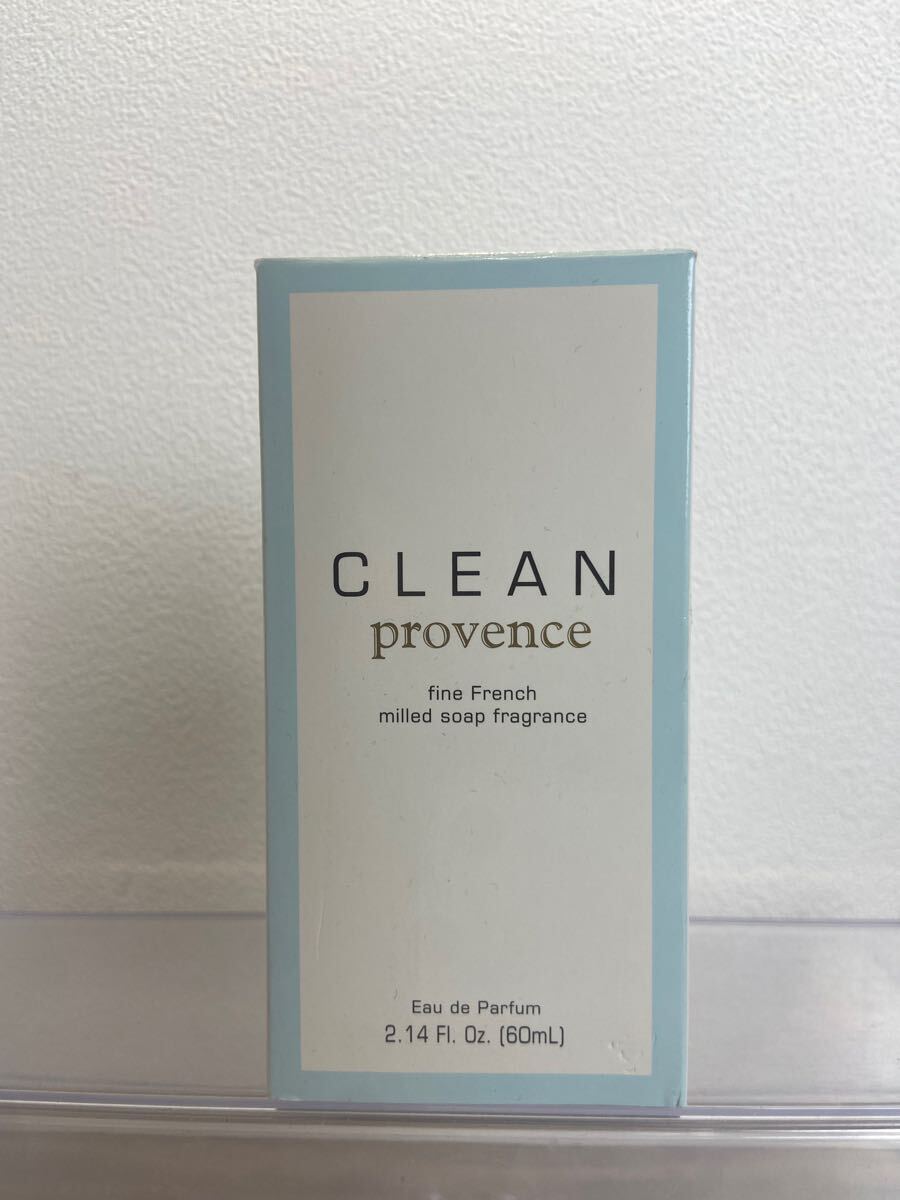 CLEAN
provence
fine French
milled soap fragrance
Eau de Parfum
2.14 Fl. Oz. (60mL)